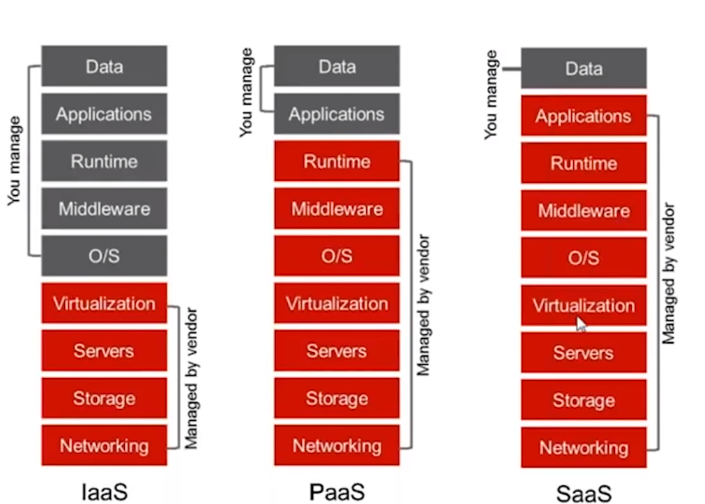 You manage
Data
Applications
Runtime
Middleware
O/S
Virtualization
Servers
Storage
Networking
Managed by vendor
IaaS
You manage
Data
Applications
Runtime
Middleware
O/S
Virtualization
Servers
Storage
Networking
Managed by vendor
PaaS
You manage
Data
Applications
Runtime
Middleware
O/S
Virtualization
Servers
Storage
Networking
Managed by vendor
SaaS